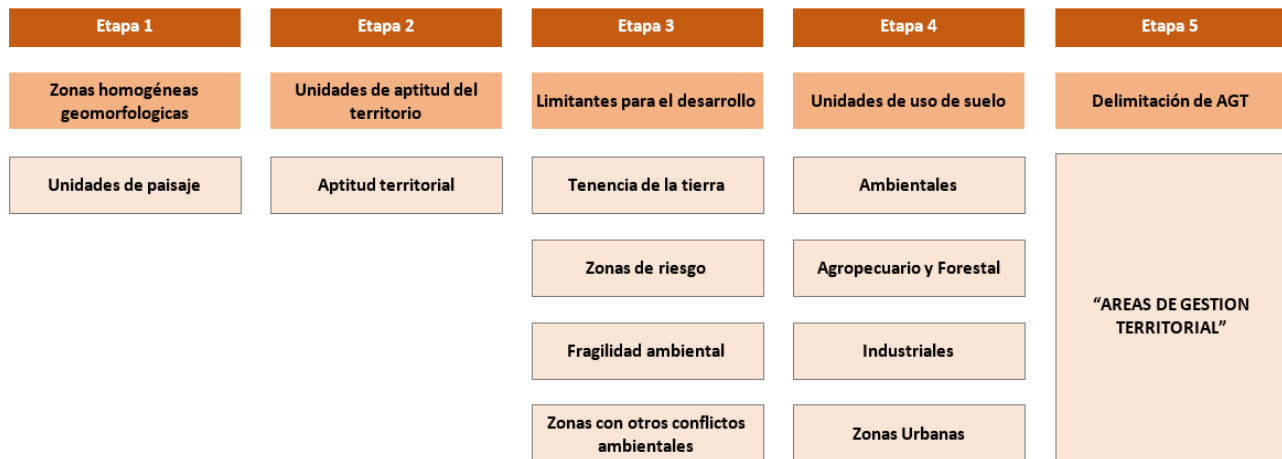 Etapa 1
Etapa 2
Etapa 3
Etapa 4
Etapa 5
Zonas homogéneas
geomorfologicas
Unidades de aptitud del
territorio
Limitantes para el desarrollo
Unidades de uso de suelo
Delimitación de AGT
Unidades de paisaje
Aptitud territorial
Tenencia de la tierra
Ambientales
Zonas de riesgo
Agropecuario y Forestal
“AREAS DE GESTION
TERRITORIAL”
Fragilidad ambiental
Industriales
Zonas con otros conflictos
ambientales
Zonas Urbanas